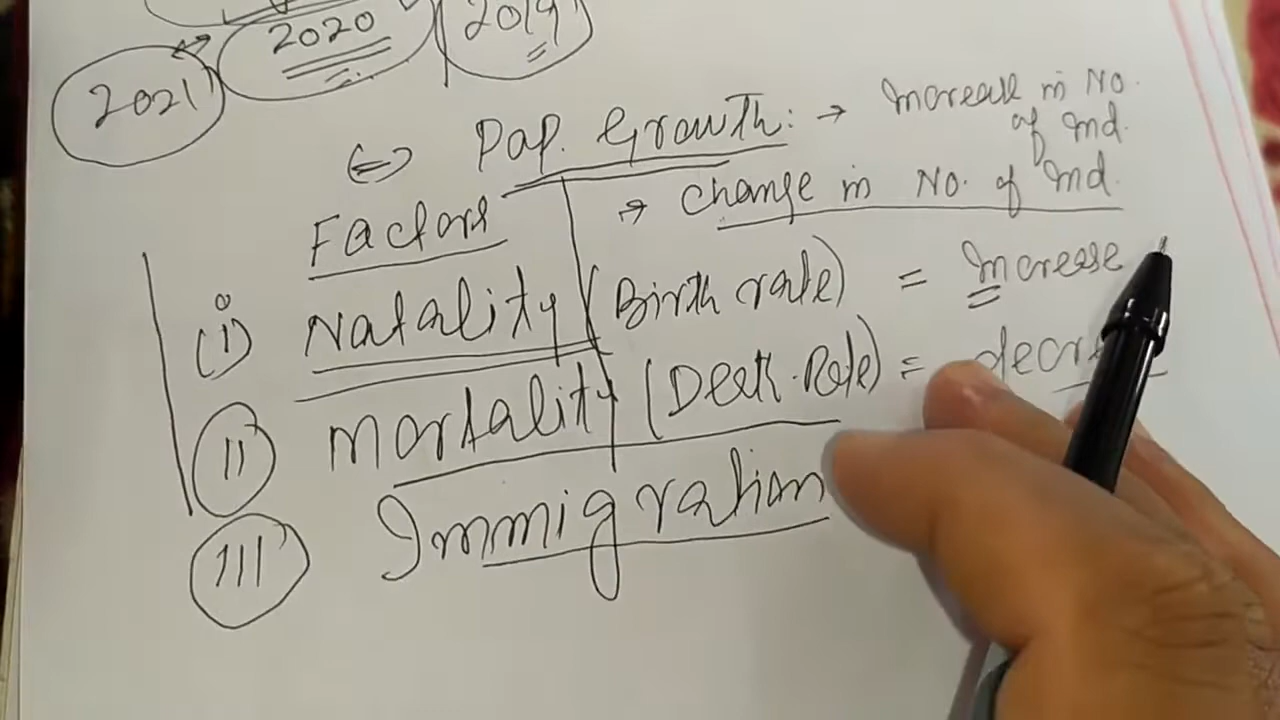 2021 2020 2019
⇔ Pop. Growth: → Increase in No.
of ind.
Factors → Change in No. of ind.
(i) Natality (Birth rate) = Increase
II Mortality (Death Rate) = decre
III Immigration